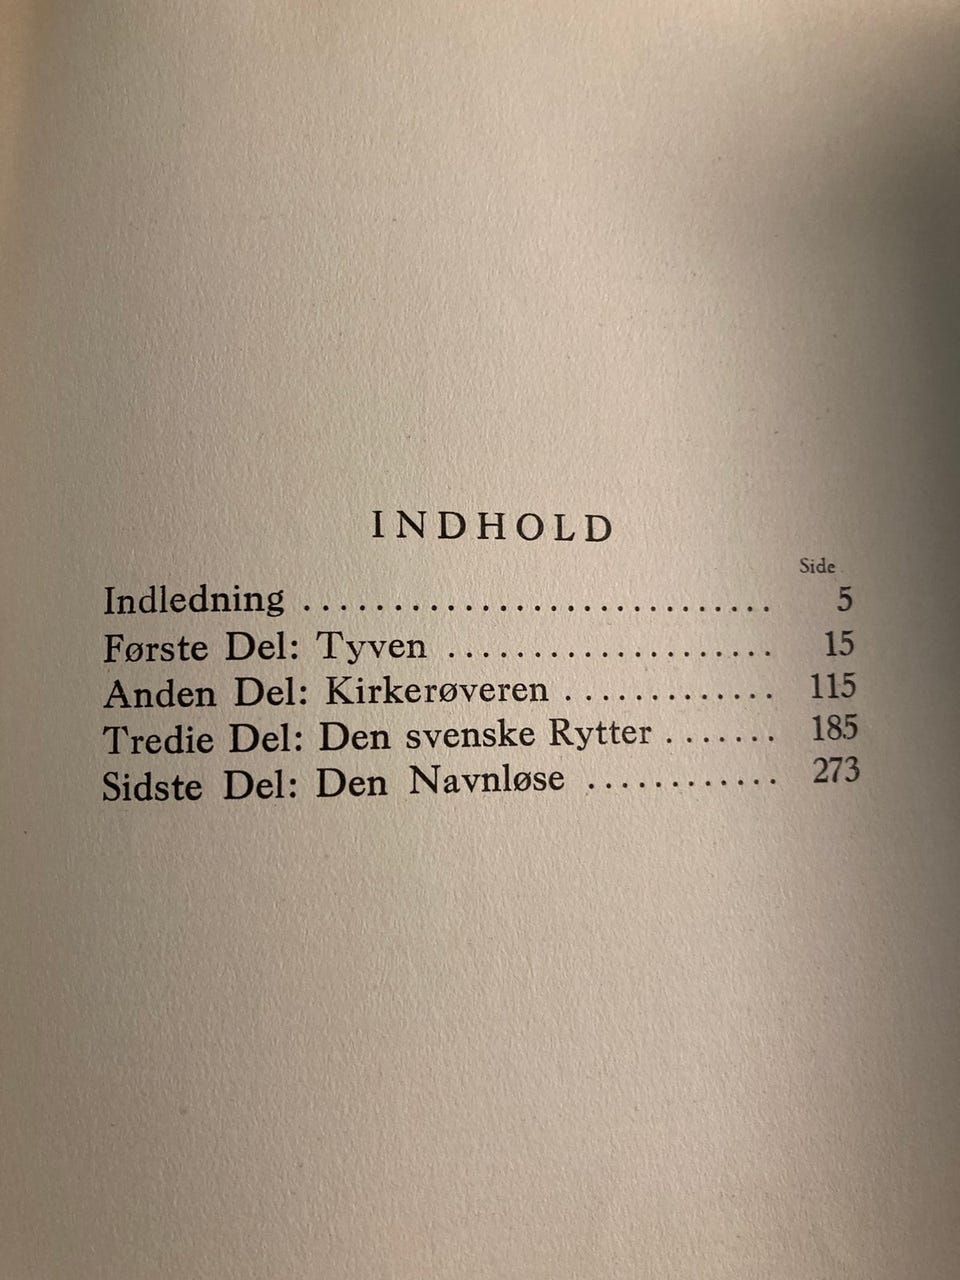 INDHOLD
Side
Indledning ............................ 5
Første Del: Tyven .................... 15
Anden Del: Kirkerøveren ............. 115
Tredie Del: Den svenske Rytter ....... 185
Sidste Del: Den Navnløse ............ 273